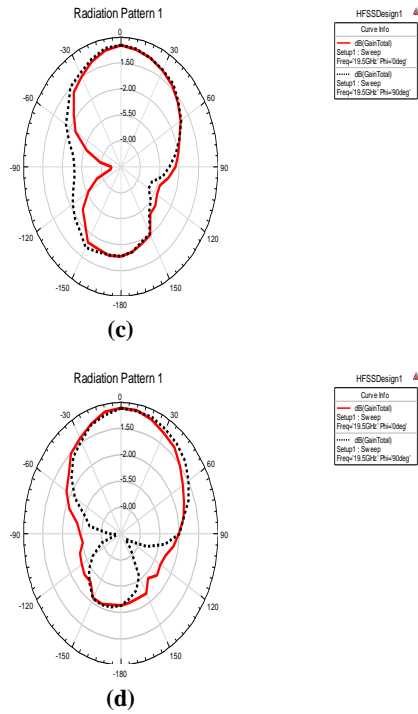 Radiation Pattern 1
HFSSDesign1
Curve Info
dB(GainTotal)
Setup1 : Sweep
Freq='19.5GHz' Phi='0deg'
dB(GainTotal)
Setup1 : Sweep
Freq='19.5GHz' Phi='90deg'
0
-30
30
1.50
-2.00
-60
60
-9.00
-90
90
-120
120
-150
150
-180
(c)
Radiation Pattern 1
HFSSDesign1
Curve Info
dB(GainTotal)
Setup1 : Sweep
Freq='19.5GHz' Phi='0deg'
dB(GainTotal)
Setup1 : Sweep
Freq='19.5GHz' Phi='90deg'
0
-30
30
1.50
-2.00
-60
60
-9.00
-90
90
-120
120
-150
150
-180
(d)